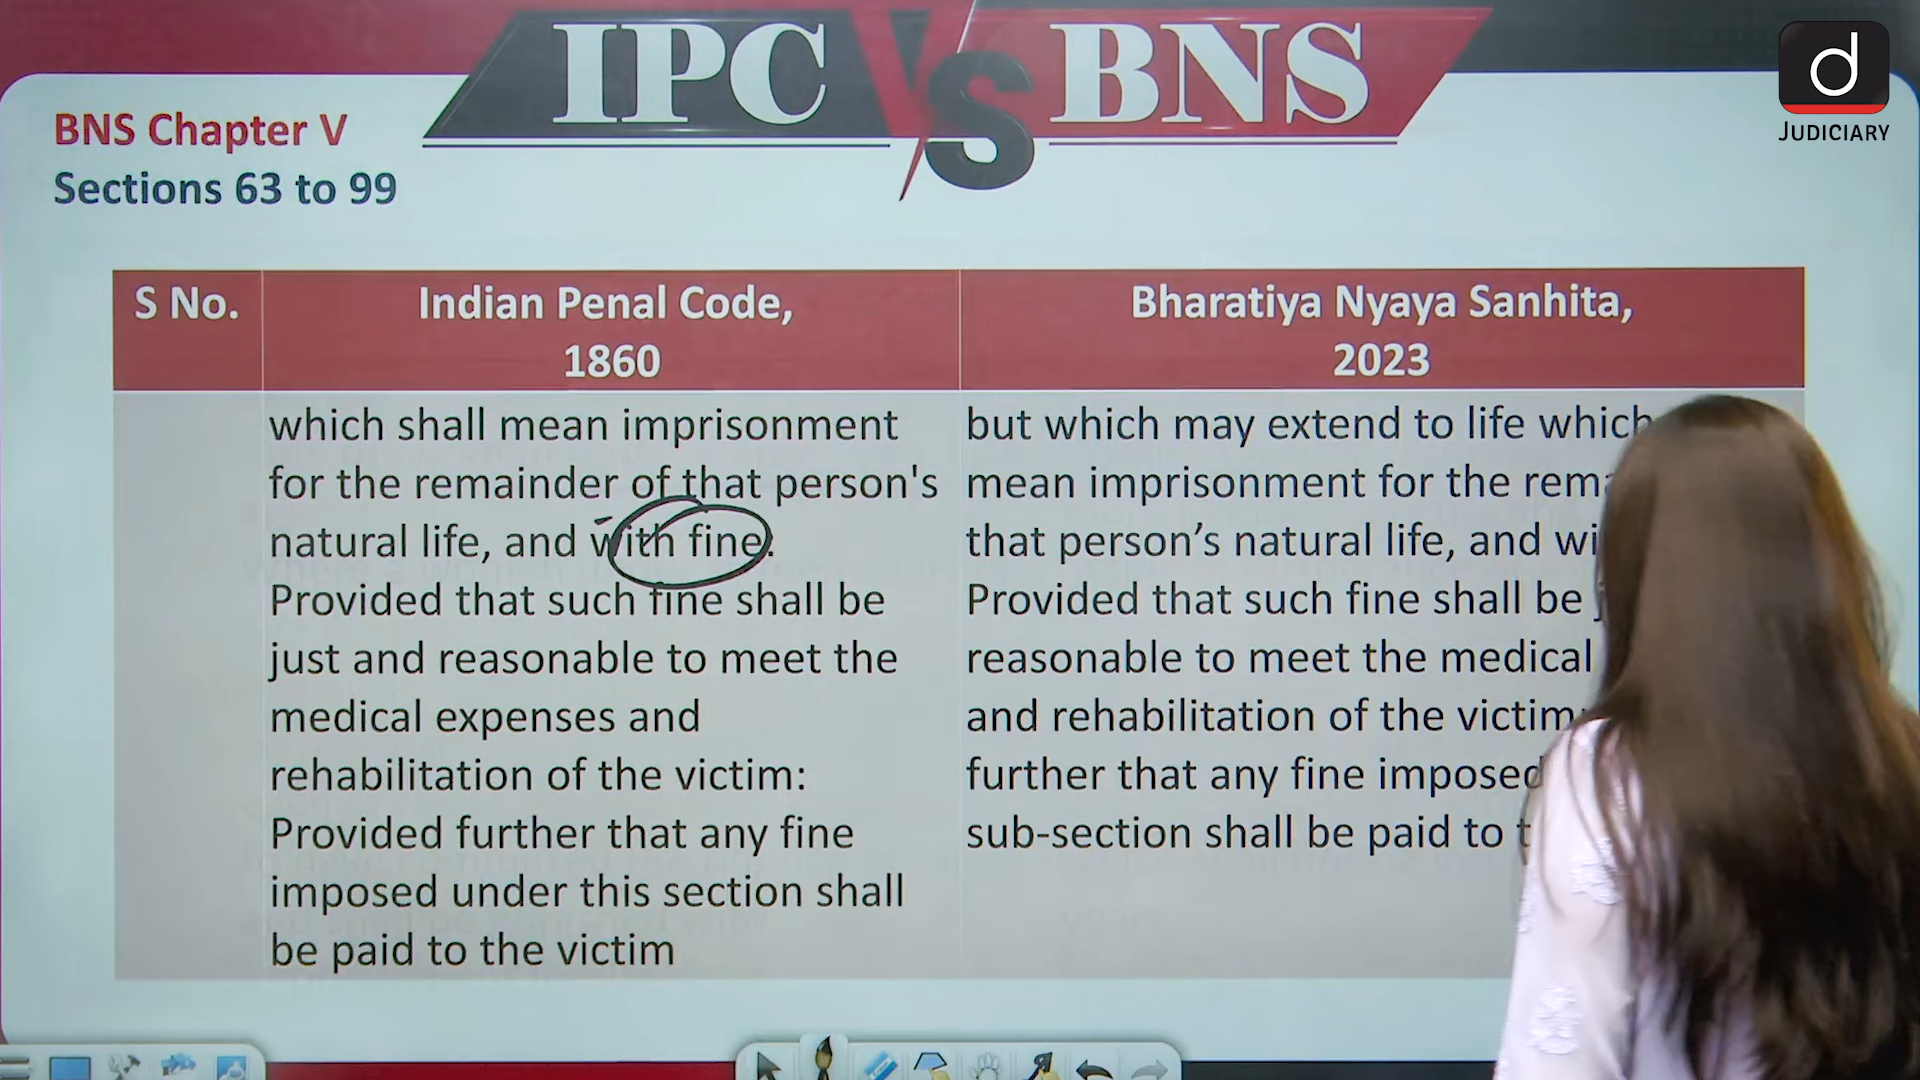 IPC VS BNS
d
JUDICIARY
BNS Chapter V
Sections 63 to 99
S No.
Indian Penal Code,
1860
Bharatiya Nyaya Sanhita,
2023
which shall mean imprisonment
for the remainder of that person's
natural life, and with fine.
Provided that such fine shall be
just and reasonable to meet the
medical expenses and
rehabilitation of the victim:
Provided further that any fine
imposed under this section shall
be paid to the victim
but which may extend to life which
mean imprisonment for the
that person’s natural life, and
Provided that such fine shall be
reasonable to meet the medical
and rehabilitation of the victim
further that any fine imposed
sub-section shall be paid to